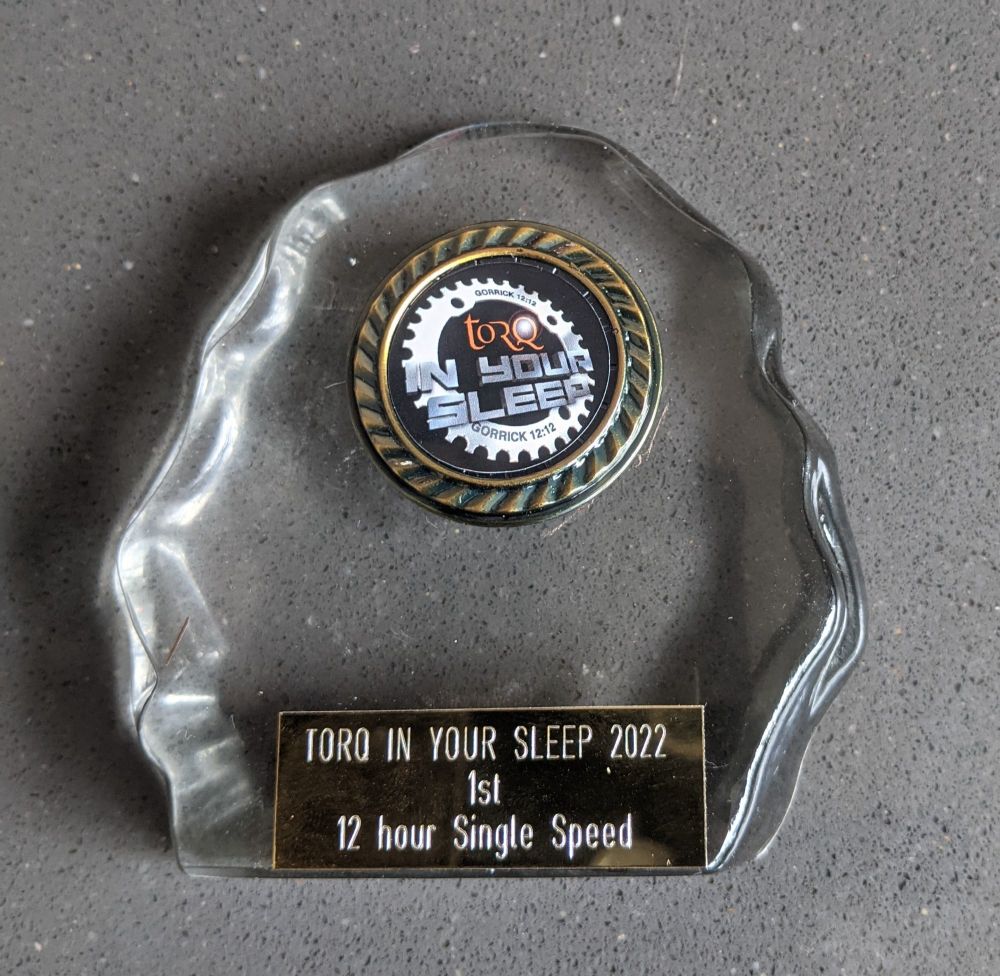 GORRICK 12:12
torQ
IN YOUR
SLEEP
GORRICK 12:12
TORQ IN YOUR SLEEP 2022
1st
12 hour Single Speed